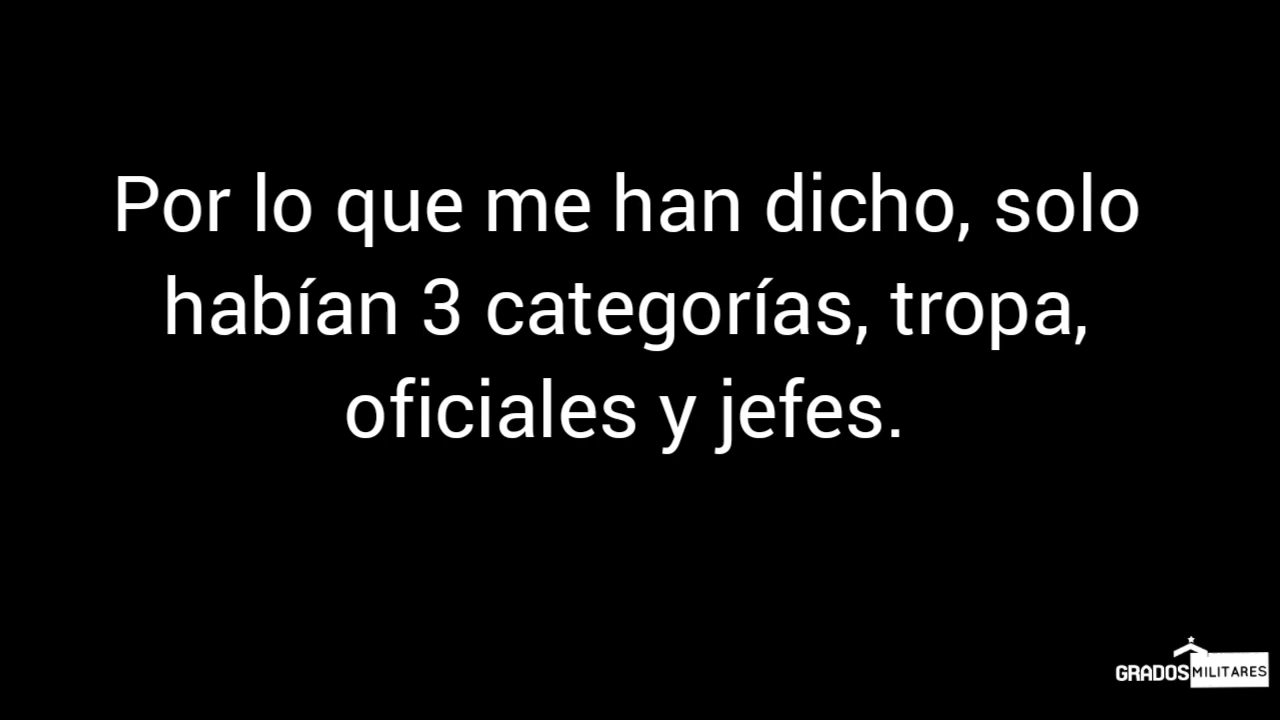 Por lo que me han dicho, solo
habían 3 categorías, tropa,
oficiales y jefes.
GRADOS MILITARES